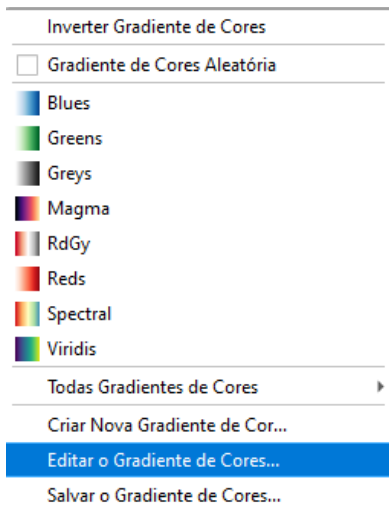 Inverter Gradiente de Cores
Gradiente de Cores Aleatória
Blues
Greens
Greys
Magma
RdGy
Reds
Spectral
Viridis
Todas Gradientes de Cores
Criar Nova Gradiente de Cor...
Editar o Gradiente de Cores...
Salvar o Gradiente de Cores...